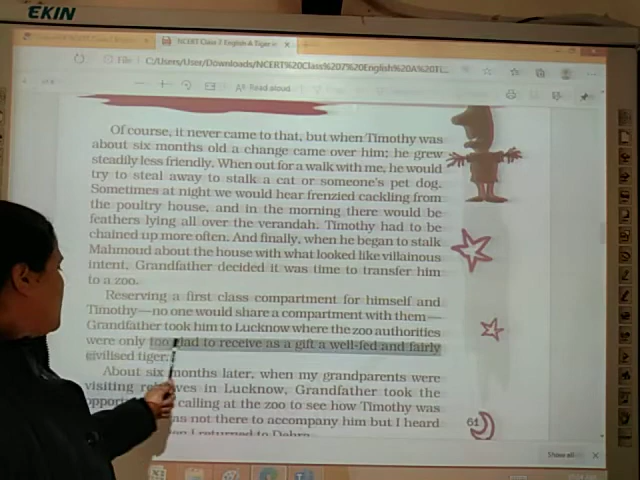 EKIN
NCERT Class 7 English A Tiger in
File
C:/Users/User/Downloads/NCERT%20Class%207%20English%20A%20Ti...
Read aloud
Of course, it never came to that, but when Timothy was
about six months old a change came over him; he grew
steadily less friendly. When out for a walk with me, he would
try to steal away to stalk a cat or someone's pet dog.
Sometimes at night we would hear frenzied cackling from
the poultry house, and in the morning there would be
feathers lying all over the verandah. Timothy had to be
chained up more often. And finally, when he began to stalk
Mahmoud about the house with what looked like villainous
intent, Grandfather decided it was time to transfer him
to a zoo.
Reserving a first class compartment for himself and
Timothy—no one would share a compartment with them—
Grandfather took him to Lucknow where the zoo authorities
were only too glad to receive as a gift a well-fed and fairly
civilised tiger.
About six months later, when my grandparents were
visiting in Lucknow, Grandfather took the
calling at the zoo to see how Timothy was
was not there to accompany him but I heard
I returned to Dehra
61
Show all